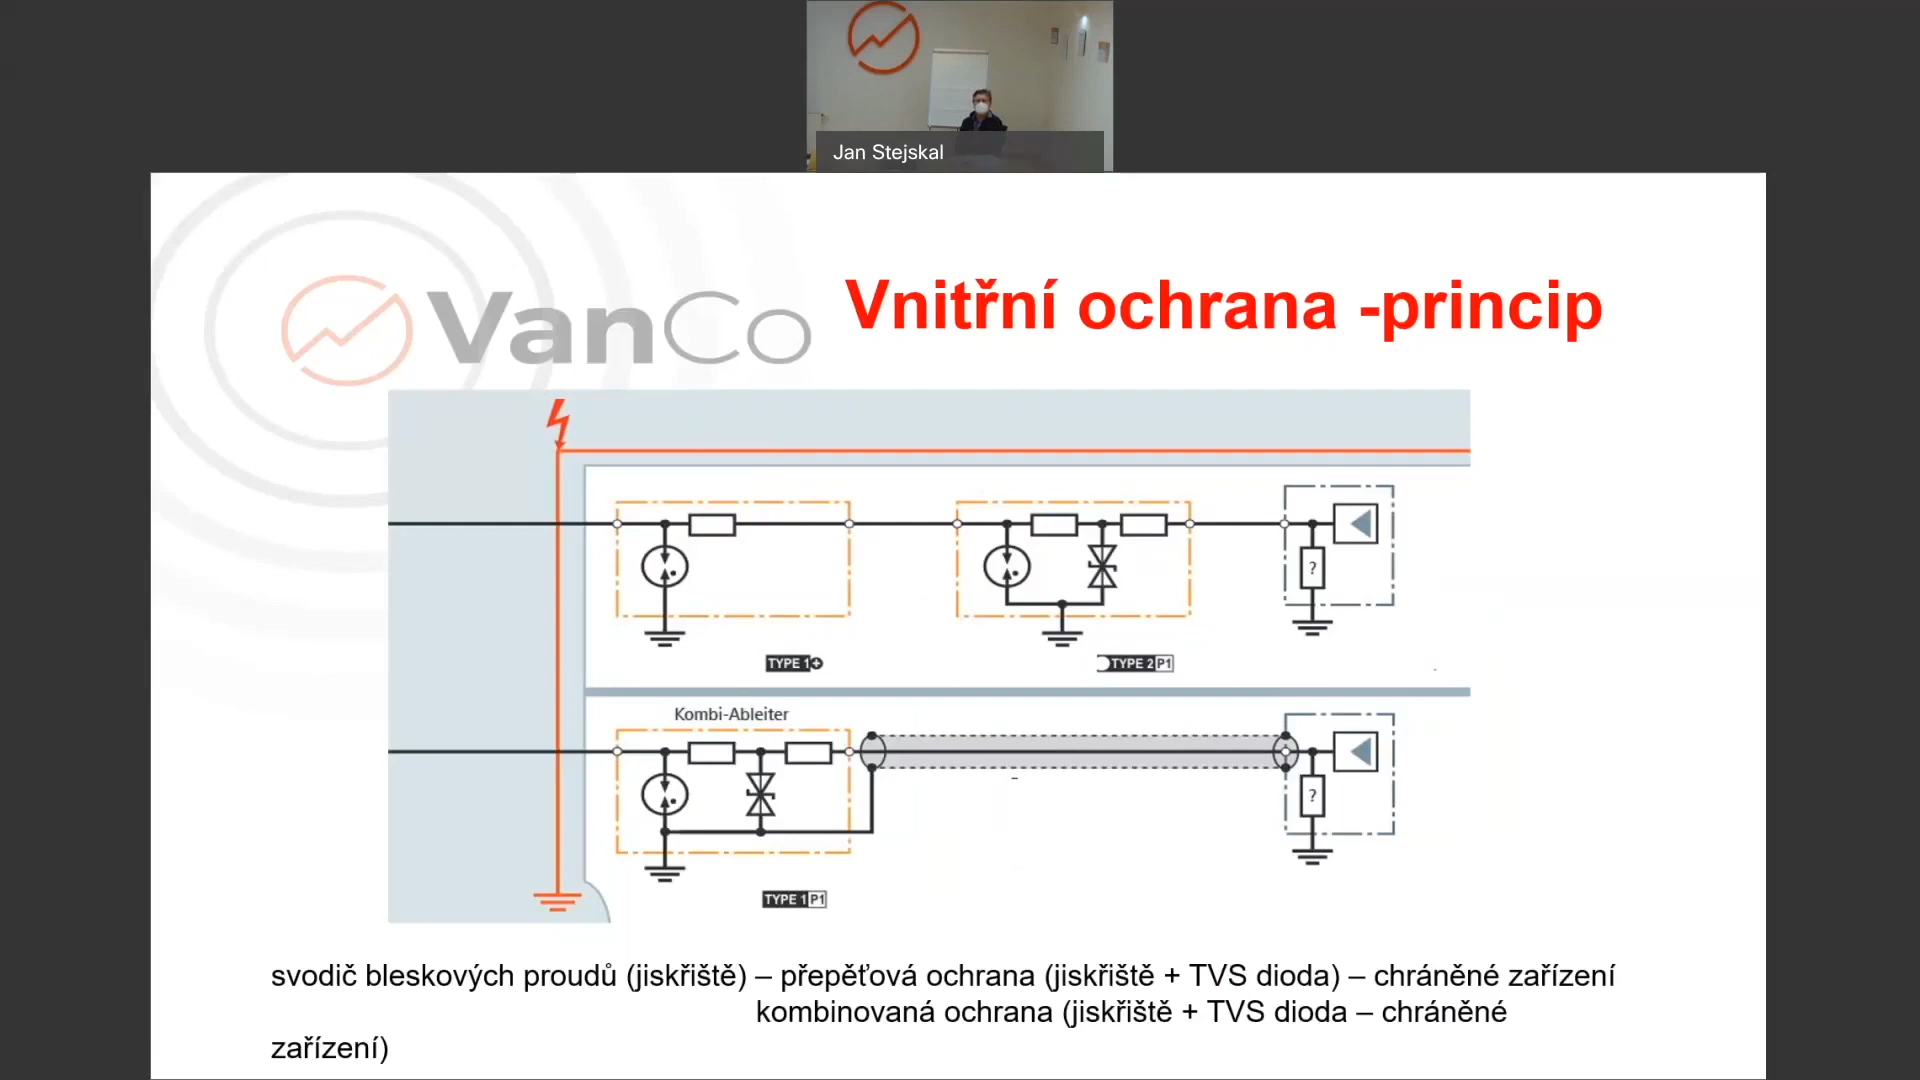 Jan Stejskal
VanCo
Vnitřní ochrana -princip
?
TYPE 1
TYPE 2 P1
Kombi-Ableiter
?
TYPE 1 P1
svodič bleskových proudů (jiskřiště) – přepěťová ochrana (jiskřiště + TVS dioda) – chráněné zařízení
kombinovaná ochrana (jiskřiště + TVS dioda – chráněné
zařízení)